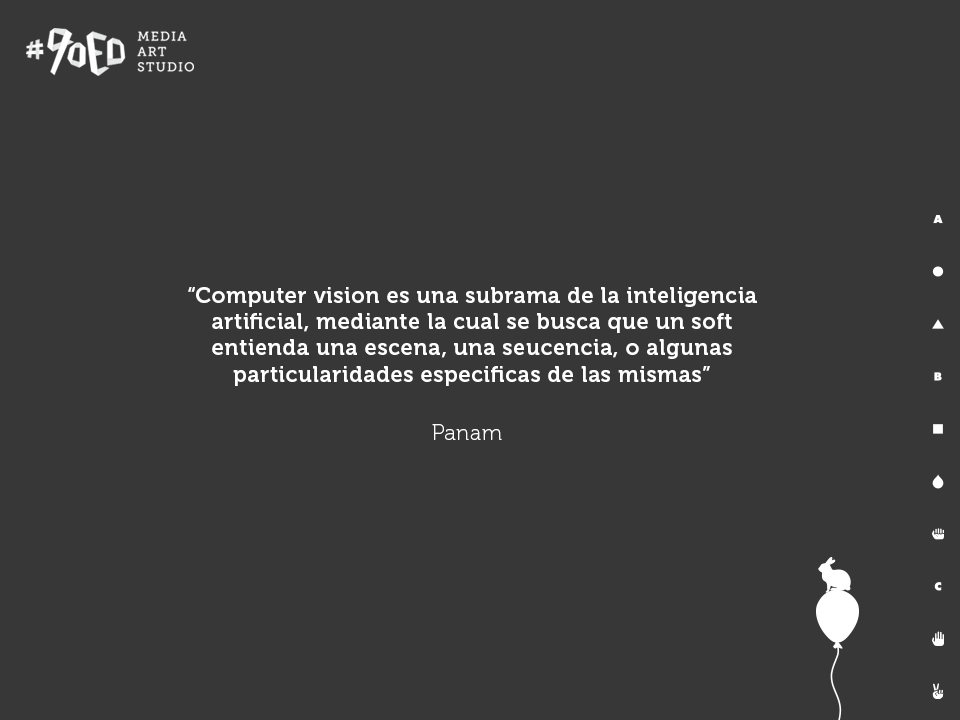 #90ED
MEDIA
ART
STUDIO
A
“Computer vision es una subrama de la inteligencia
artificial, mediante la cual se busca que un soft
entienda una escena, una seucencia, o algunas
particularidades especificas de las mismas”
B
Panam
C